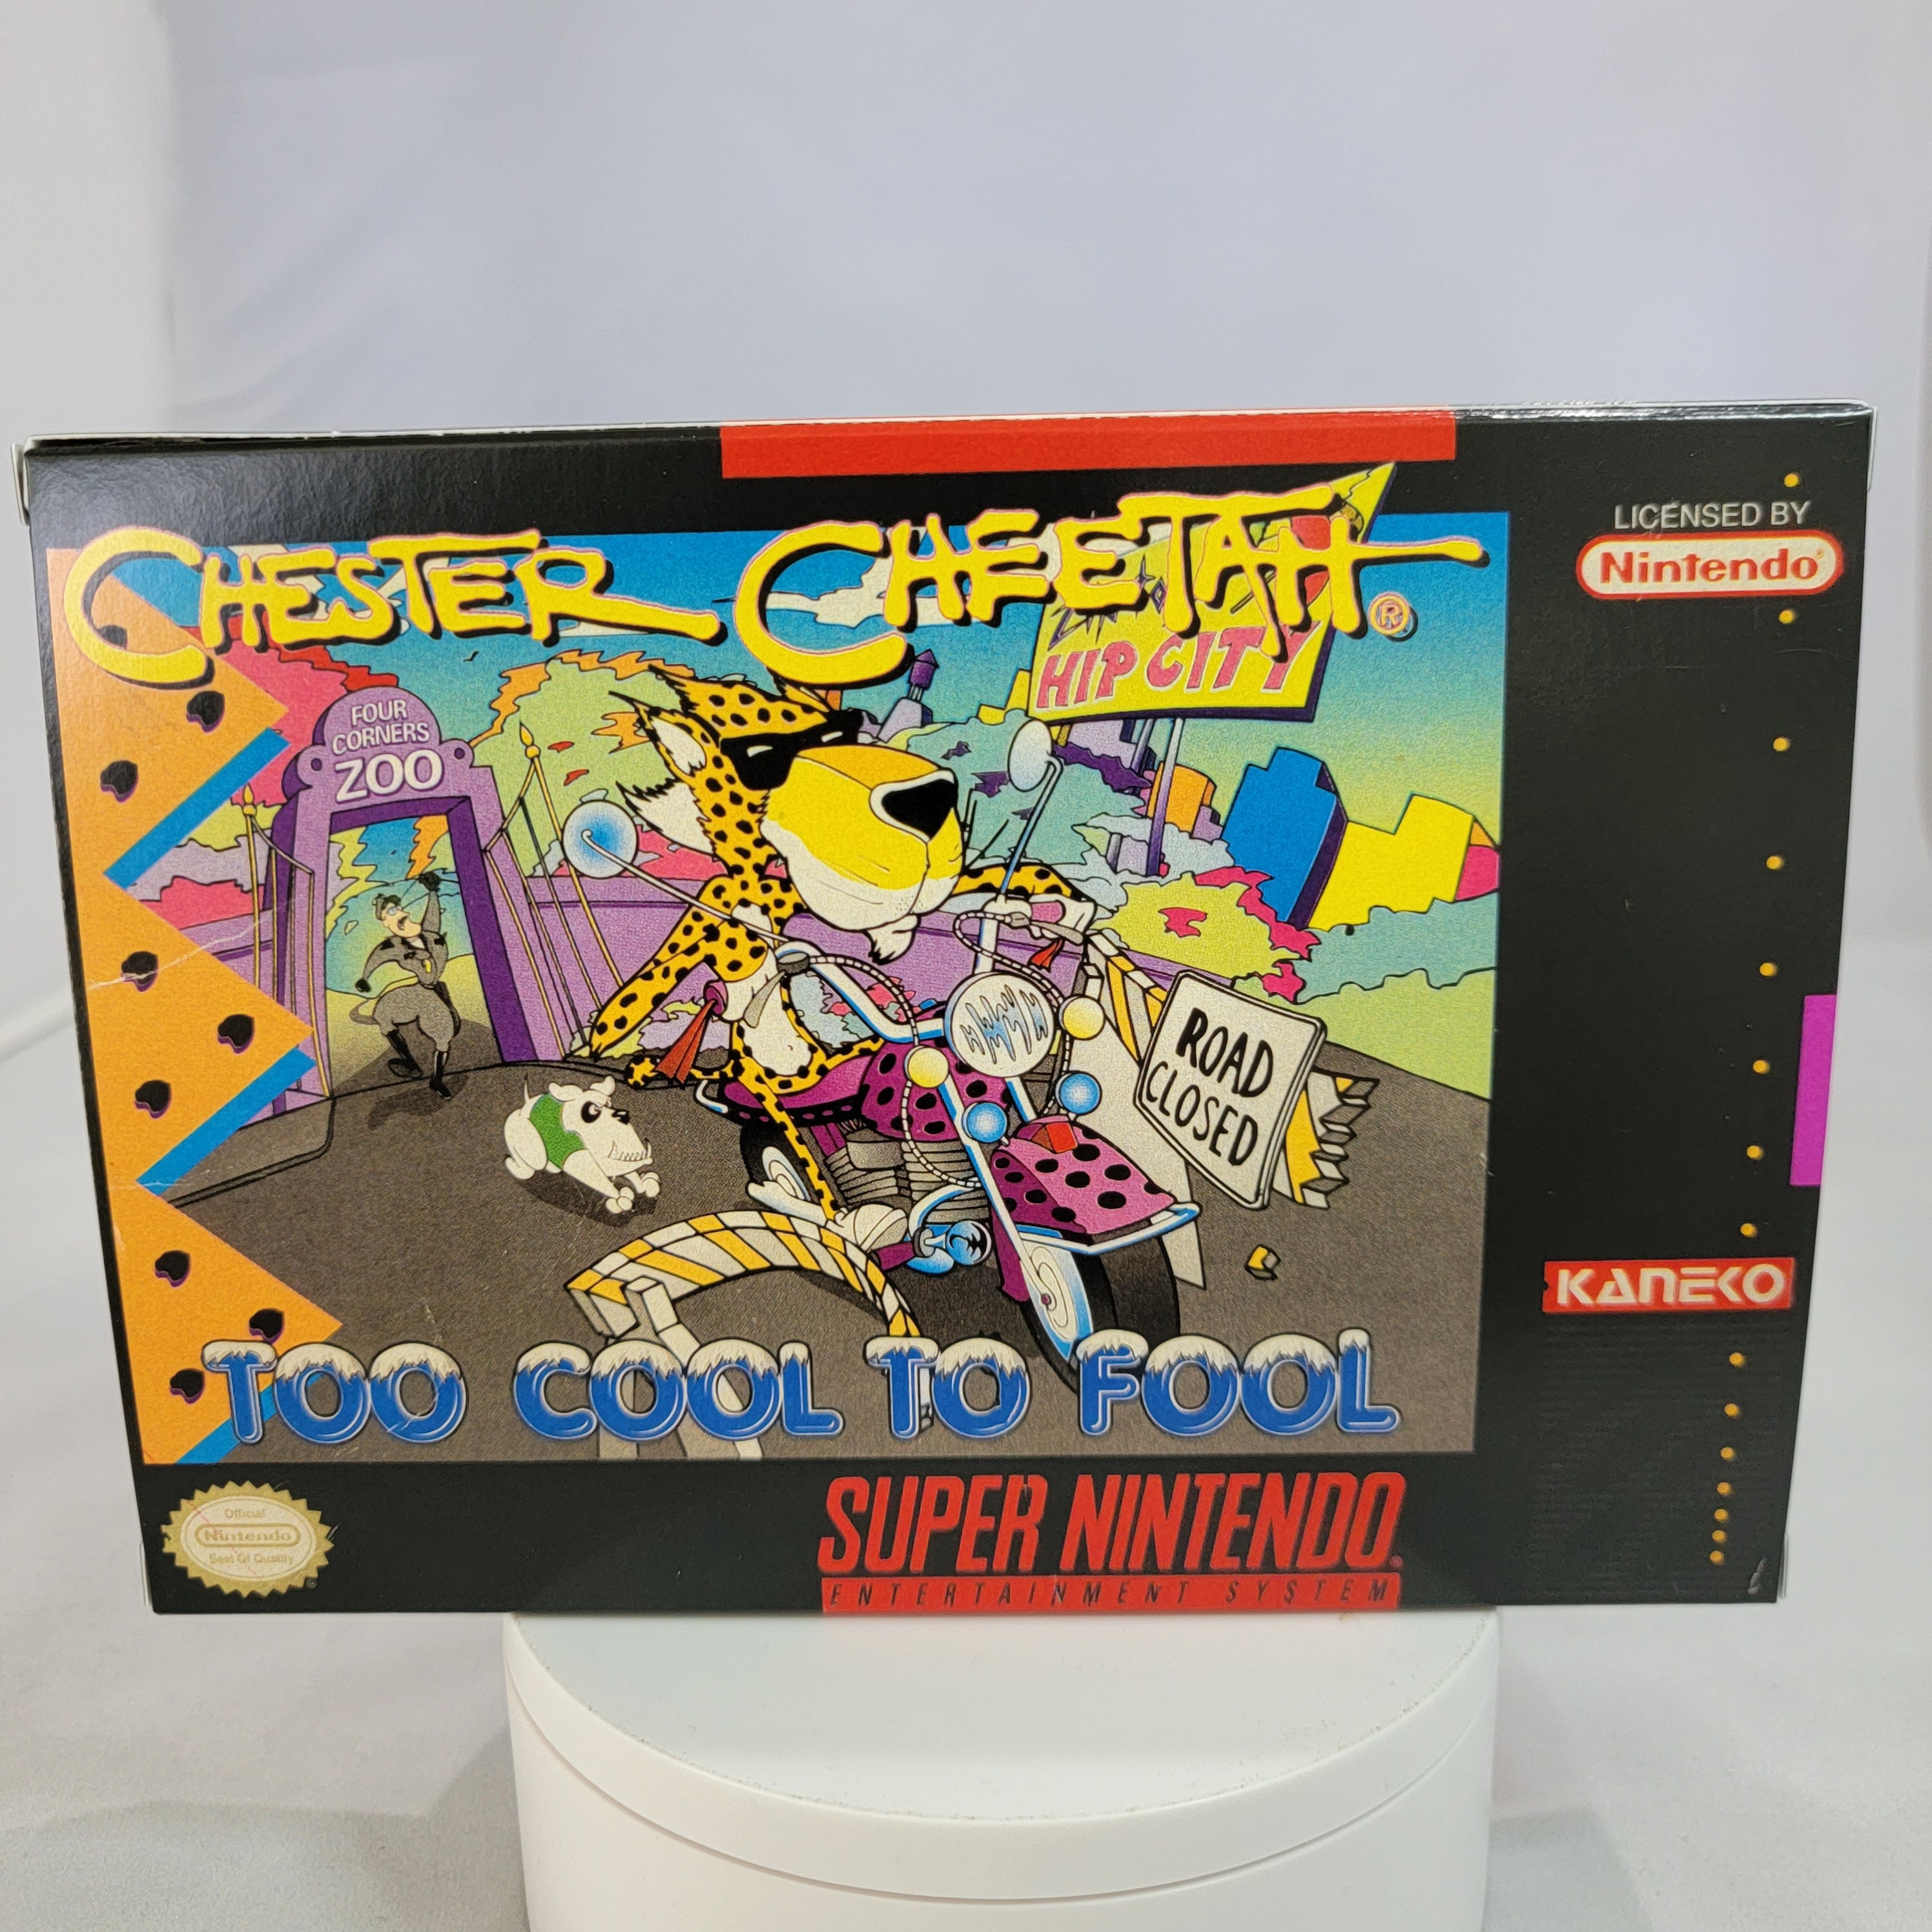 CHESTER CHEETAH®
HIP CITY
LICENSED BY
Nintendo®
FOUR
CORNERS
ZOO
ROAD
CLOSED
KANEKO
TOO COOL TO FOOL
Official
Nintendo
Seal Of Quality
SUPER NINTENDO
ENTERTAINMENT SYSTEM